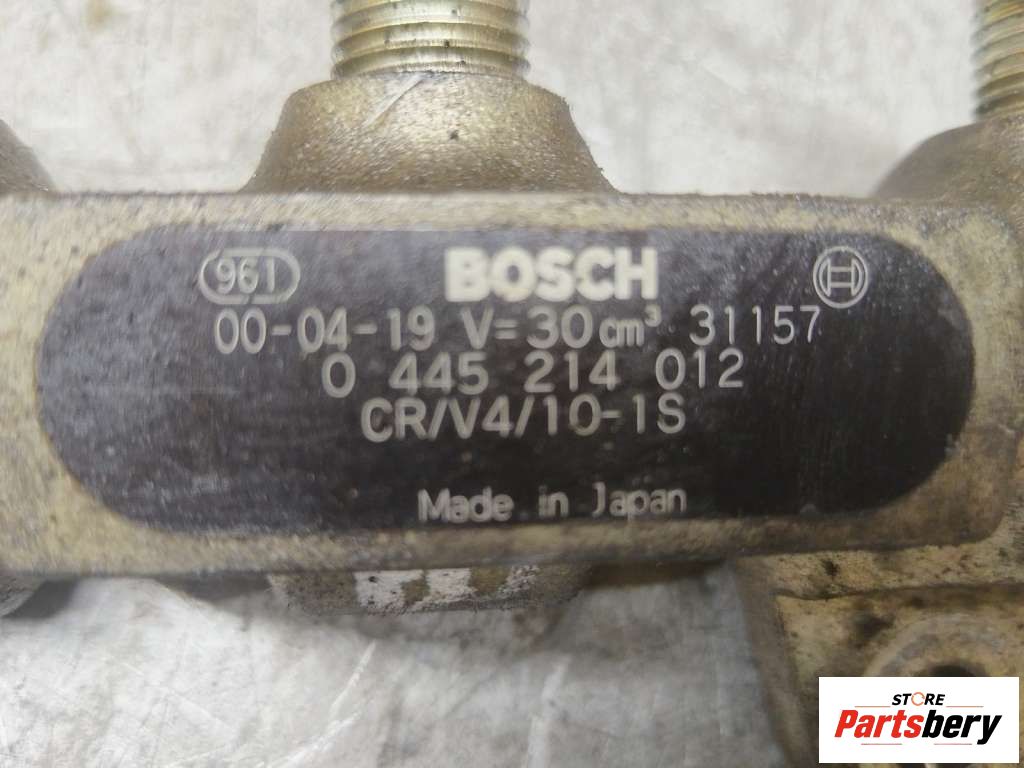 961 BOSCH
00-04-19 V=30cm³ 31157
0 445 214 012
CR/V4/10-1S
Made in Japan
STORE
Partsbery